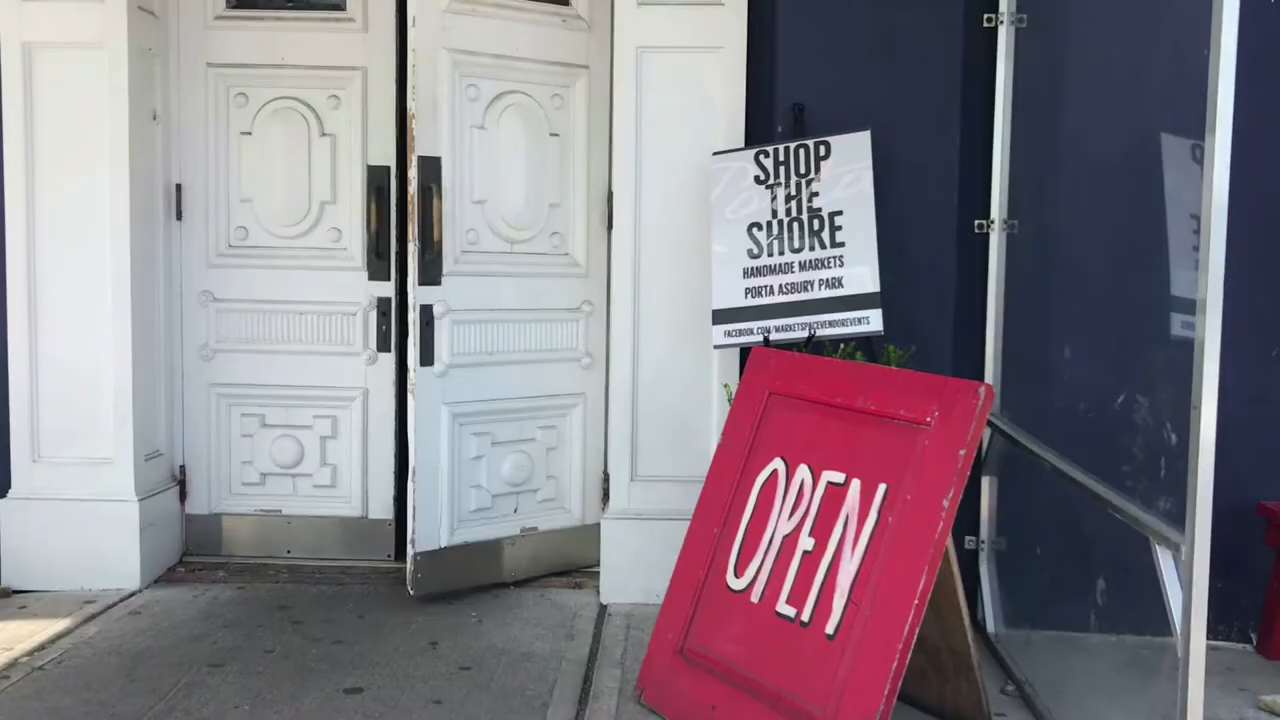 SHOP
THE
SHORE
HANDMADE MARKETS
PORTA ASBURY PARK
FACEBOOK.COM/MARKETSPACEVENDOREVENTS
OPEN